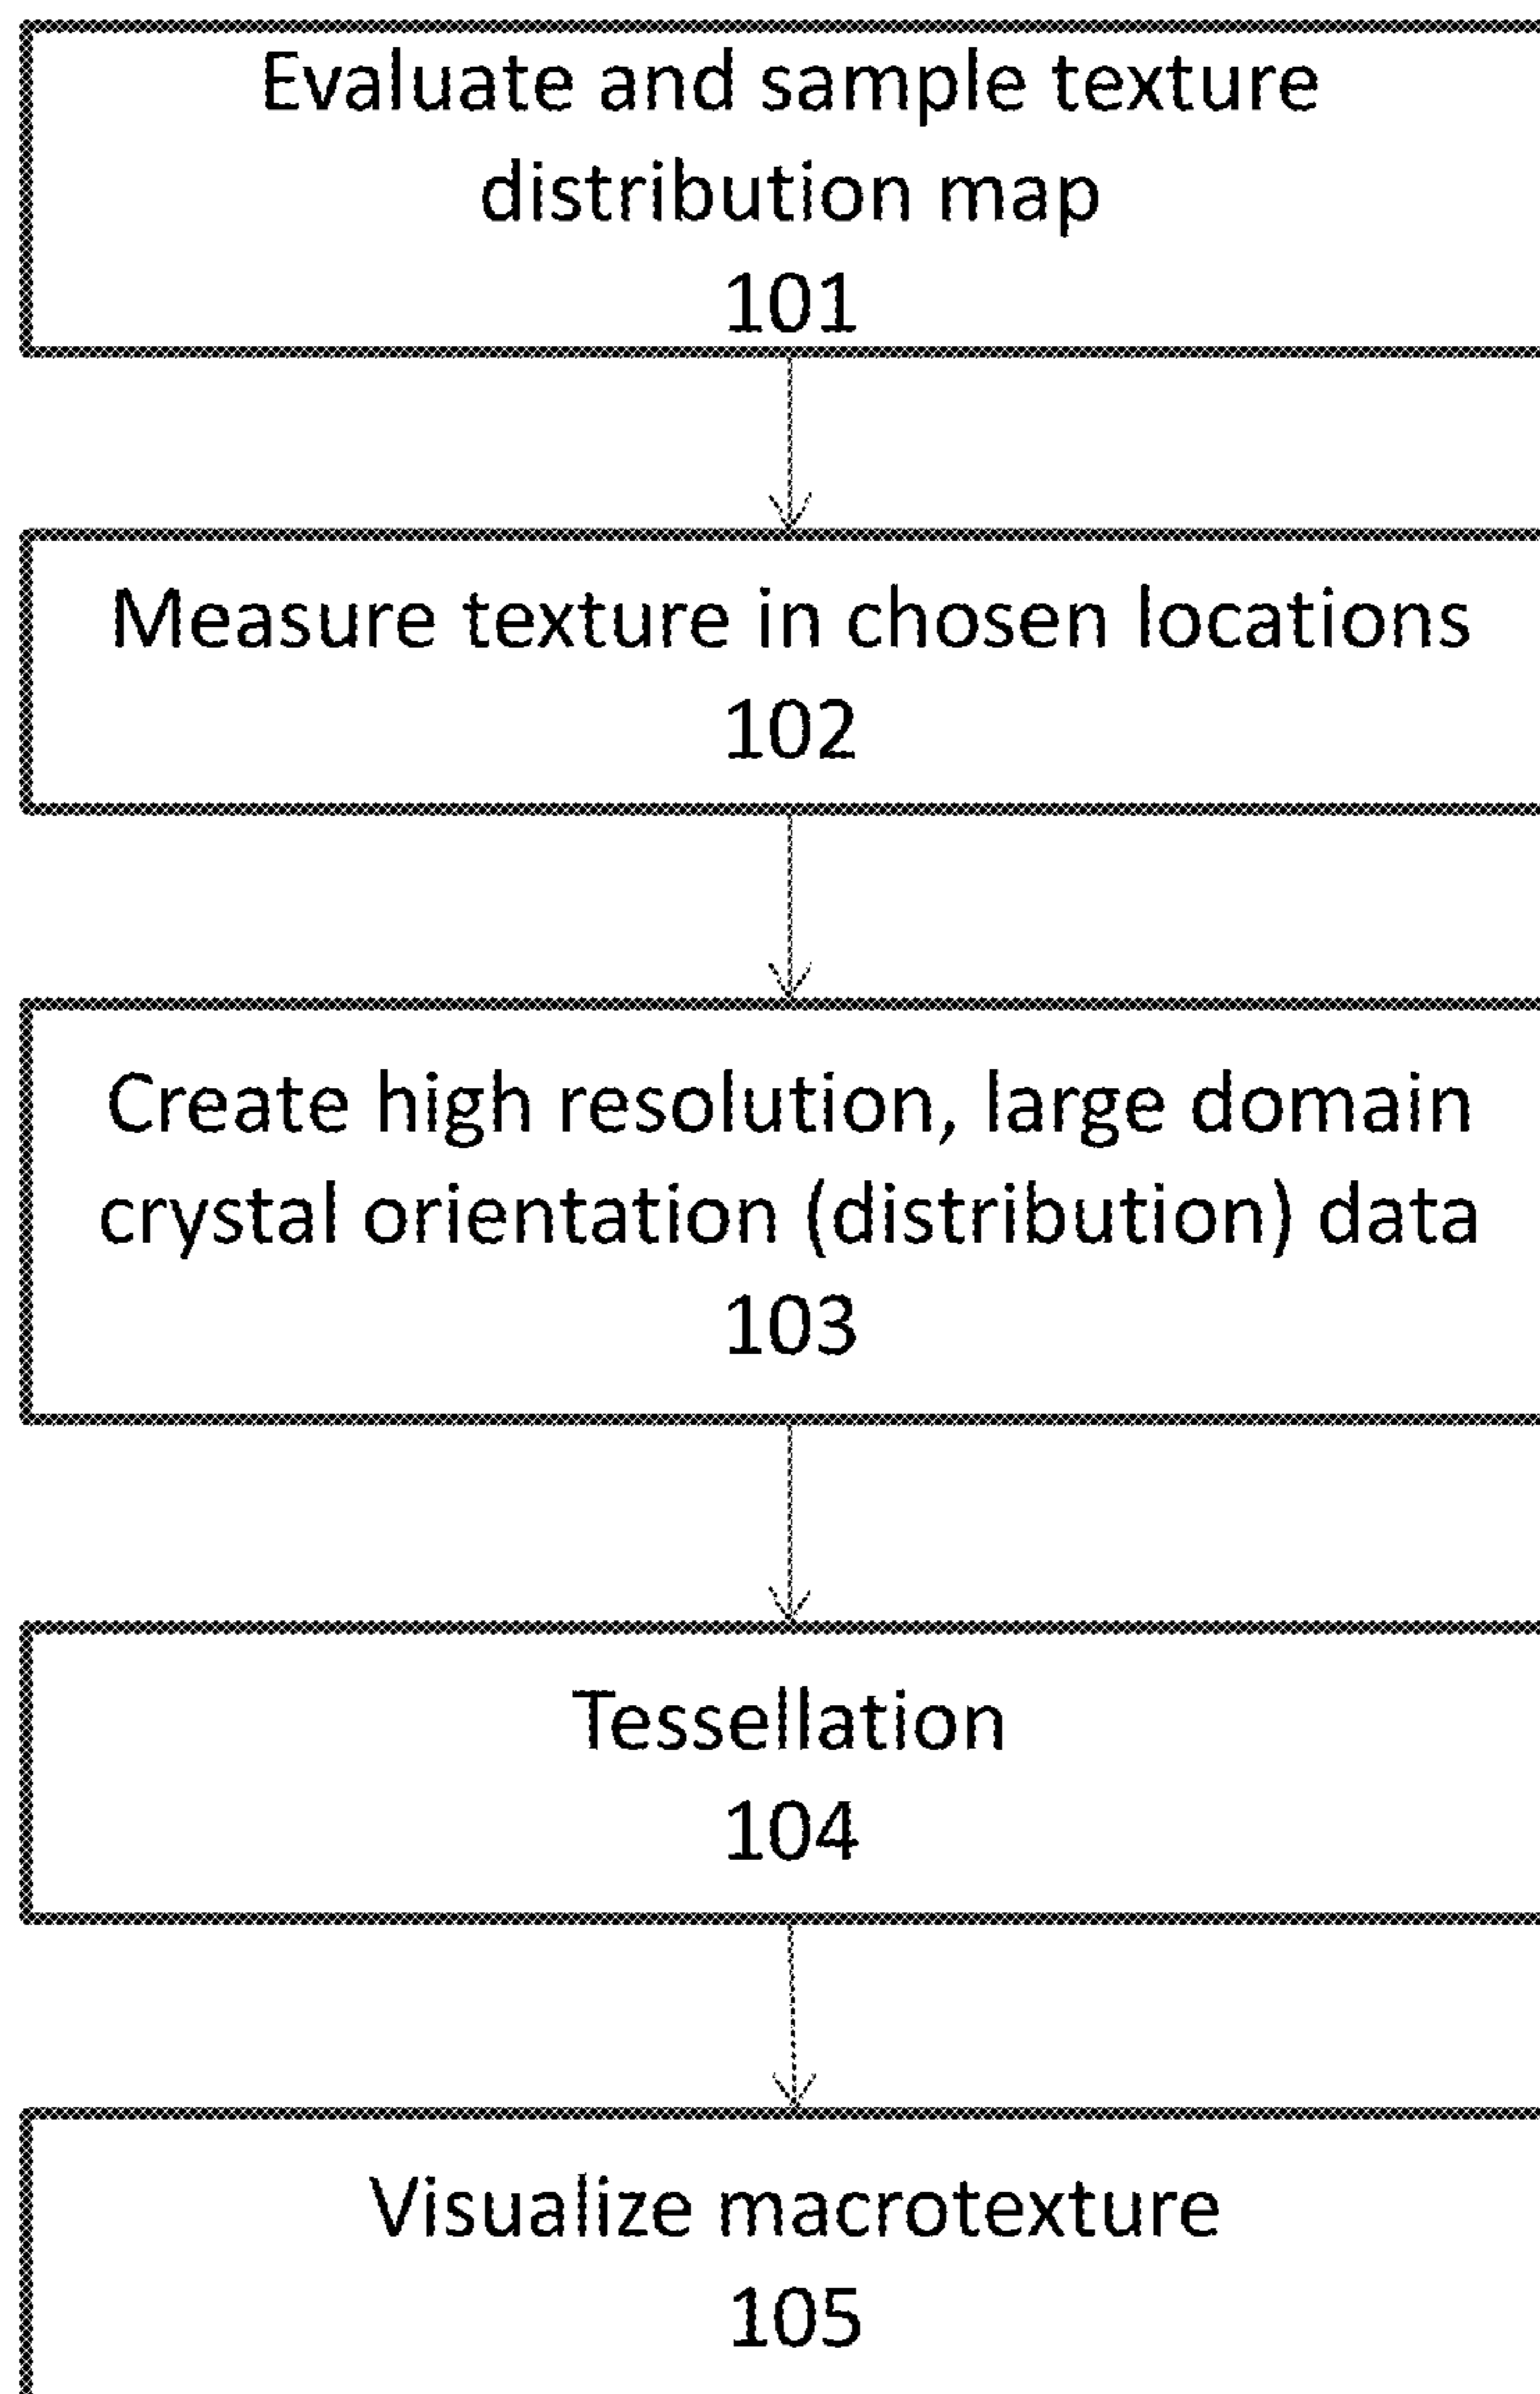 Evaluate and sample texture
distribution map
101
Measure texture in chosen locations
102
Create high resolution, large domain
crystal orientation (distribution) data
103
Tessellation
104
Visualize macrotexture
105